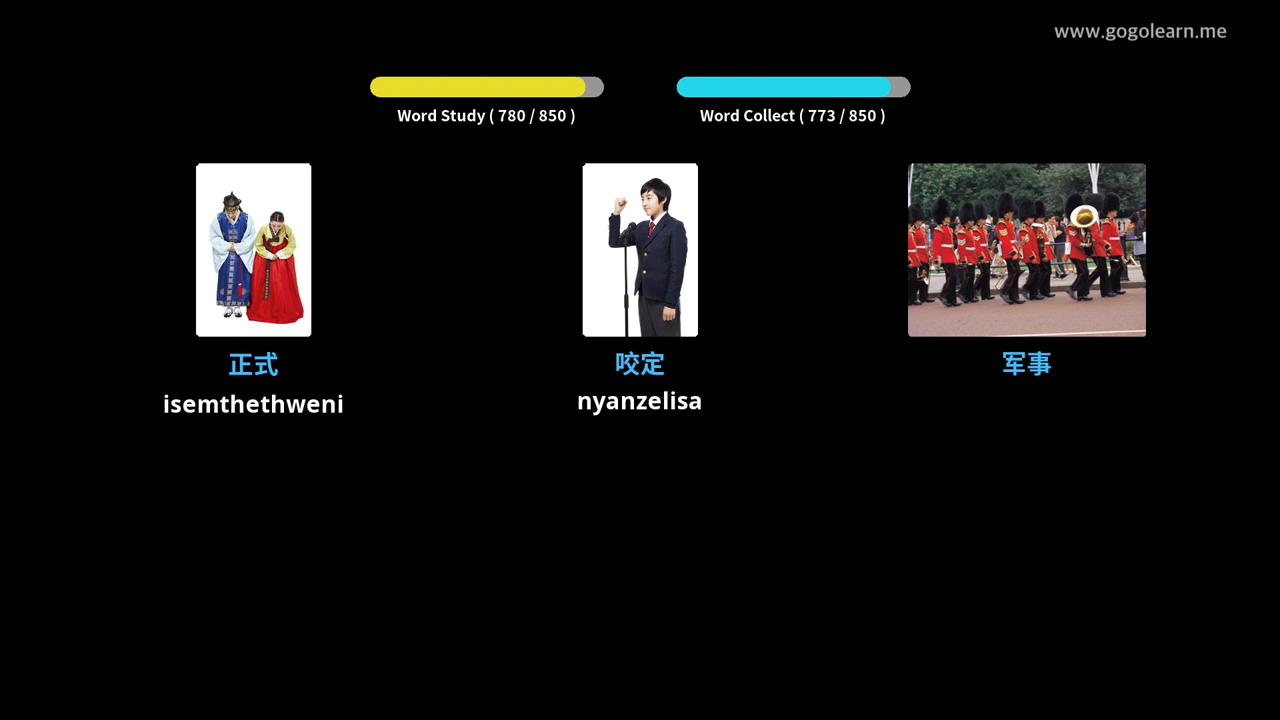 www.gogolearn.me
Word Study ( 780 / 850 )
Word Collect ( 773 / 850 )
正式
咬定
军事
isemthethweni
nyanzelisa